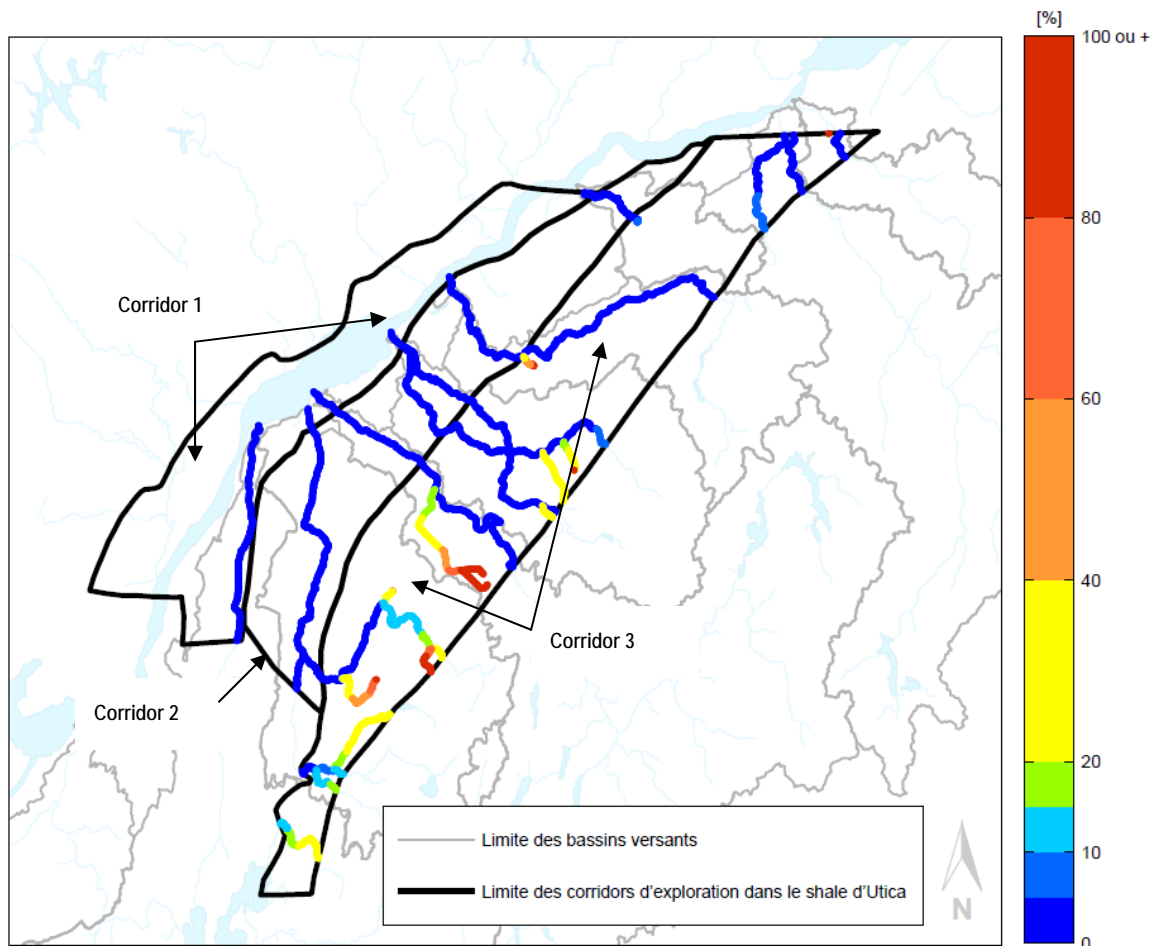 [%]
100 ou +
80
60
40
20
10
0
Corridor 1
Corridor 3
Corridor 2
Limite des bassins versants
Limite des corridors d'exploration dans le shale d'Utica
N